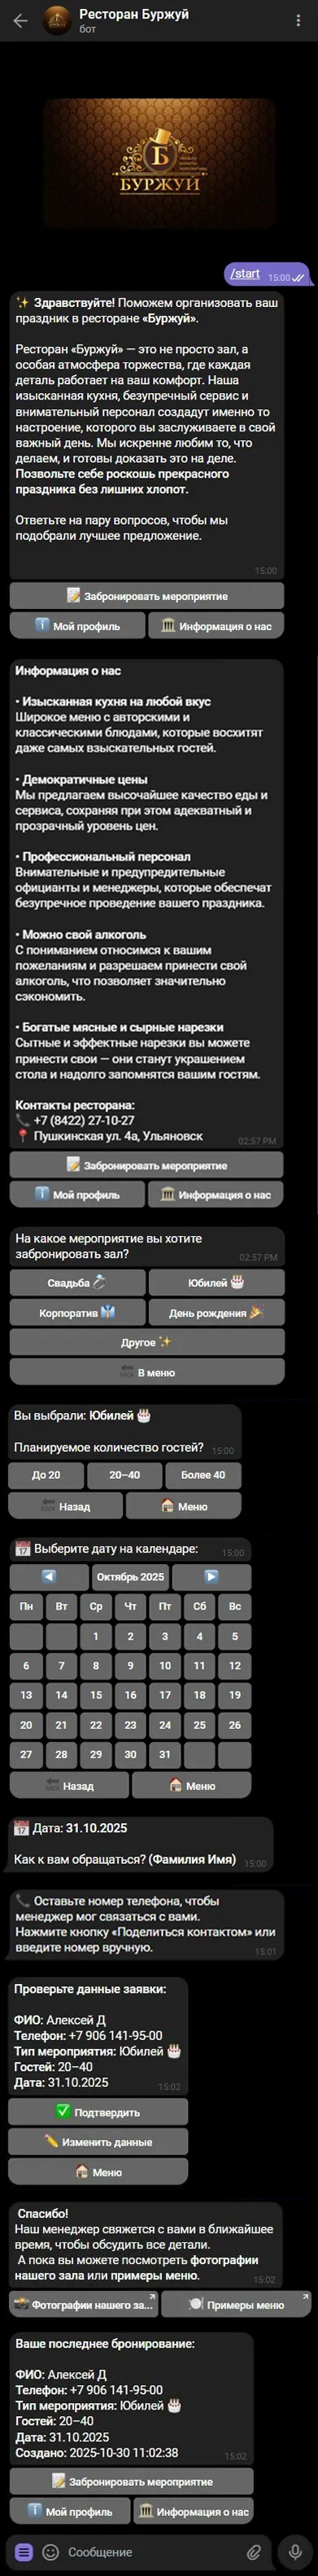 Ресторан Буржуй
бот
Б
БУРЖУЙ
/start 15:00
✨ Здравствуйте! Поможем организовать ваш
праздник в ресторане «Буржуй».
Ресторан «Буржуй» — это не просто зал, а
особая атмосфера торжества, где каждая
деталь работает на ваш комфорт. Наша
изысканная кухня, безупречный сервис и
внимательный персонал создадут именно то
настроение, которого вы заслуживаете в свой
важный день. Мы искренне любим то, что
делаем, и готовы доказать это на деле.
Позвольте себе роскошь прекрасного
праздника без лишних хлопот.
Ответьте на пару вопросов, чтобы мы
подобрали лучшее предложение.
15:00
📝 Забронировать мероприятие
ℹ️ Мой профиль 🏛 Информация о нас
Информация о нас
• Изысканная кухня на любой вкус
Широкое меню с авторскими и
классическими блюдами, которые восхитят
даже самых взыскательных гостей.
• Демократичные цены
Мы предлагаем высочайшее качество еды и
сервиса, сохраняя при этом адекватный и
прозрачный уровень цен.
• Профессиональный персонал
Внимательные и предупредительные
официанты и менеджеры, которые обеспечат
безупречное проведение вашего праздника.
• Можно свой алкоголь
С пониманием относимся к вашим
пожеланиям и разрешаем принести свой
алкоголь, что позволяет значительно
сэкономить.
• Богатые мясные и сырные нарезки
Сытные и эффектные нарезки вы можете
принести свои — они станут украшением
стола и надолго запомнятся вашим гостям.
Контакты ресторана:
📞 +7 (8422) 27-10-27
📍 Пушкинская ул. 4а, Ульяновск 02:57 PM
📝 Забронировать мероприятие
ℹ️ Мой профиль 🏛 Информация о нас
На какое мероприятие вы хотите
забронировать зал? 02:57 PM
Свадьба 💍 Юбилей 🎂
Корпоратив 👔 День рождения 🎉
Другое ✨
🔙 В меню
Вы выбрали: Юбилей 🎂
Планируемое количество гостей? 15:00
До 20 20–40 Более 40
🔙 Назад 🏠 Меню
📅 Выберите дату на календаре: 15:00
◀️ Октябрь 2025 ▶️
Пн Вт Ср Чт Пт Сб Вс
1 2 3 4 5
6 7 8 9 10 11 12
13 14 15 16 17 18 19
20 21 22 23 24 25 26
27 28 29 30 31
🔙 Назад 🏠 Меню
📅 Дата: 31.10.2025
Как к вам обращаться? (Фамилия Имя) 15:00
📞 Оставьте номер телефона, чтобы
менеджер мог связаться с вами.
Нажмите кнопку «Поделиться контактом» или
введите номер вручную. 15:01
Проверьте данные заявки:
ФИО: Алексей Д
Телефон: +7 906 141-95-00
Тип мероприятия: Юбилей 🎂
Гостей: 20–40
Дата: 31.10.2025 15:02
✅ Подтвердить
✏️ Изменить данные
🏠 Меню
Спасибо!
Наш менеджер свяжется с вами в ближайшее
время, чтобы обсудить все детали.
А пока вы можете посмотреть фотографии
нашего зала или примеры меню. 15:02
📸 Фотографии нашего за... 🍽 Примеры меню
Ваше последнее бронирование:
ФИО: Алексей Д
Телефон: +7 906 141-95-00
Тип мероприятия: Юбилей 🎂
Гостей: 20–40
Дата: 31.10.2025
Создано: 2025-10-30 11:02:38 15:02
📝 Забронировать мероприятие
ℹ️ Мой профиль 🏛 Информация о нас
Сообщение